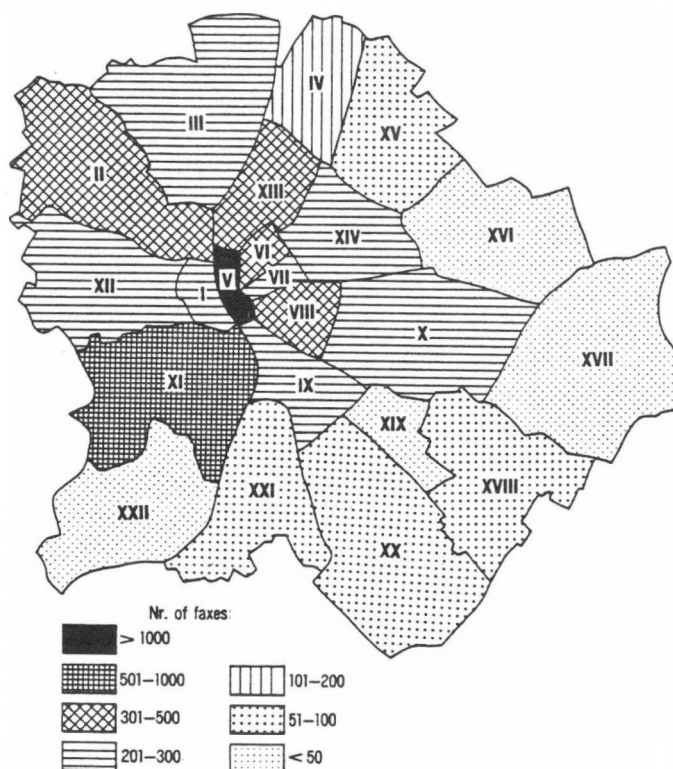 IV
III
XV
II
XIII
XIV
XVI
VI
XII
I
V
VII
VIII
X
XVII
XI
IX
XIX
XVIII
XXI
XXII
XX
Nr. of faxes:
> 1000
501–1000
101–200
301–500
51–100
201–300
< 50